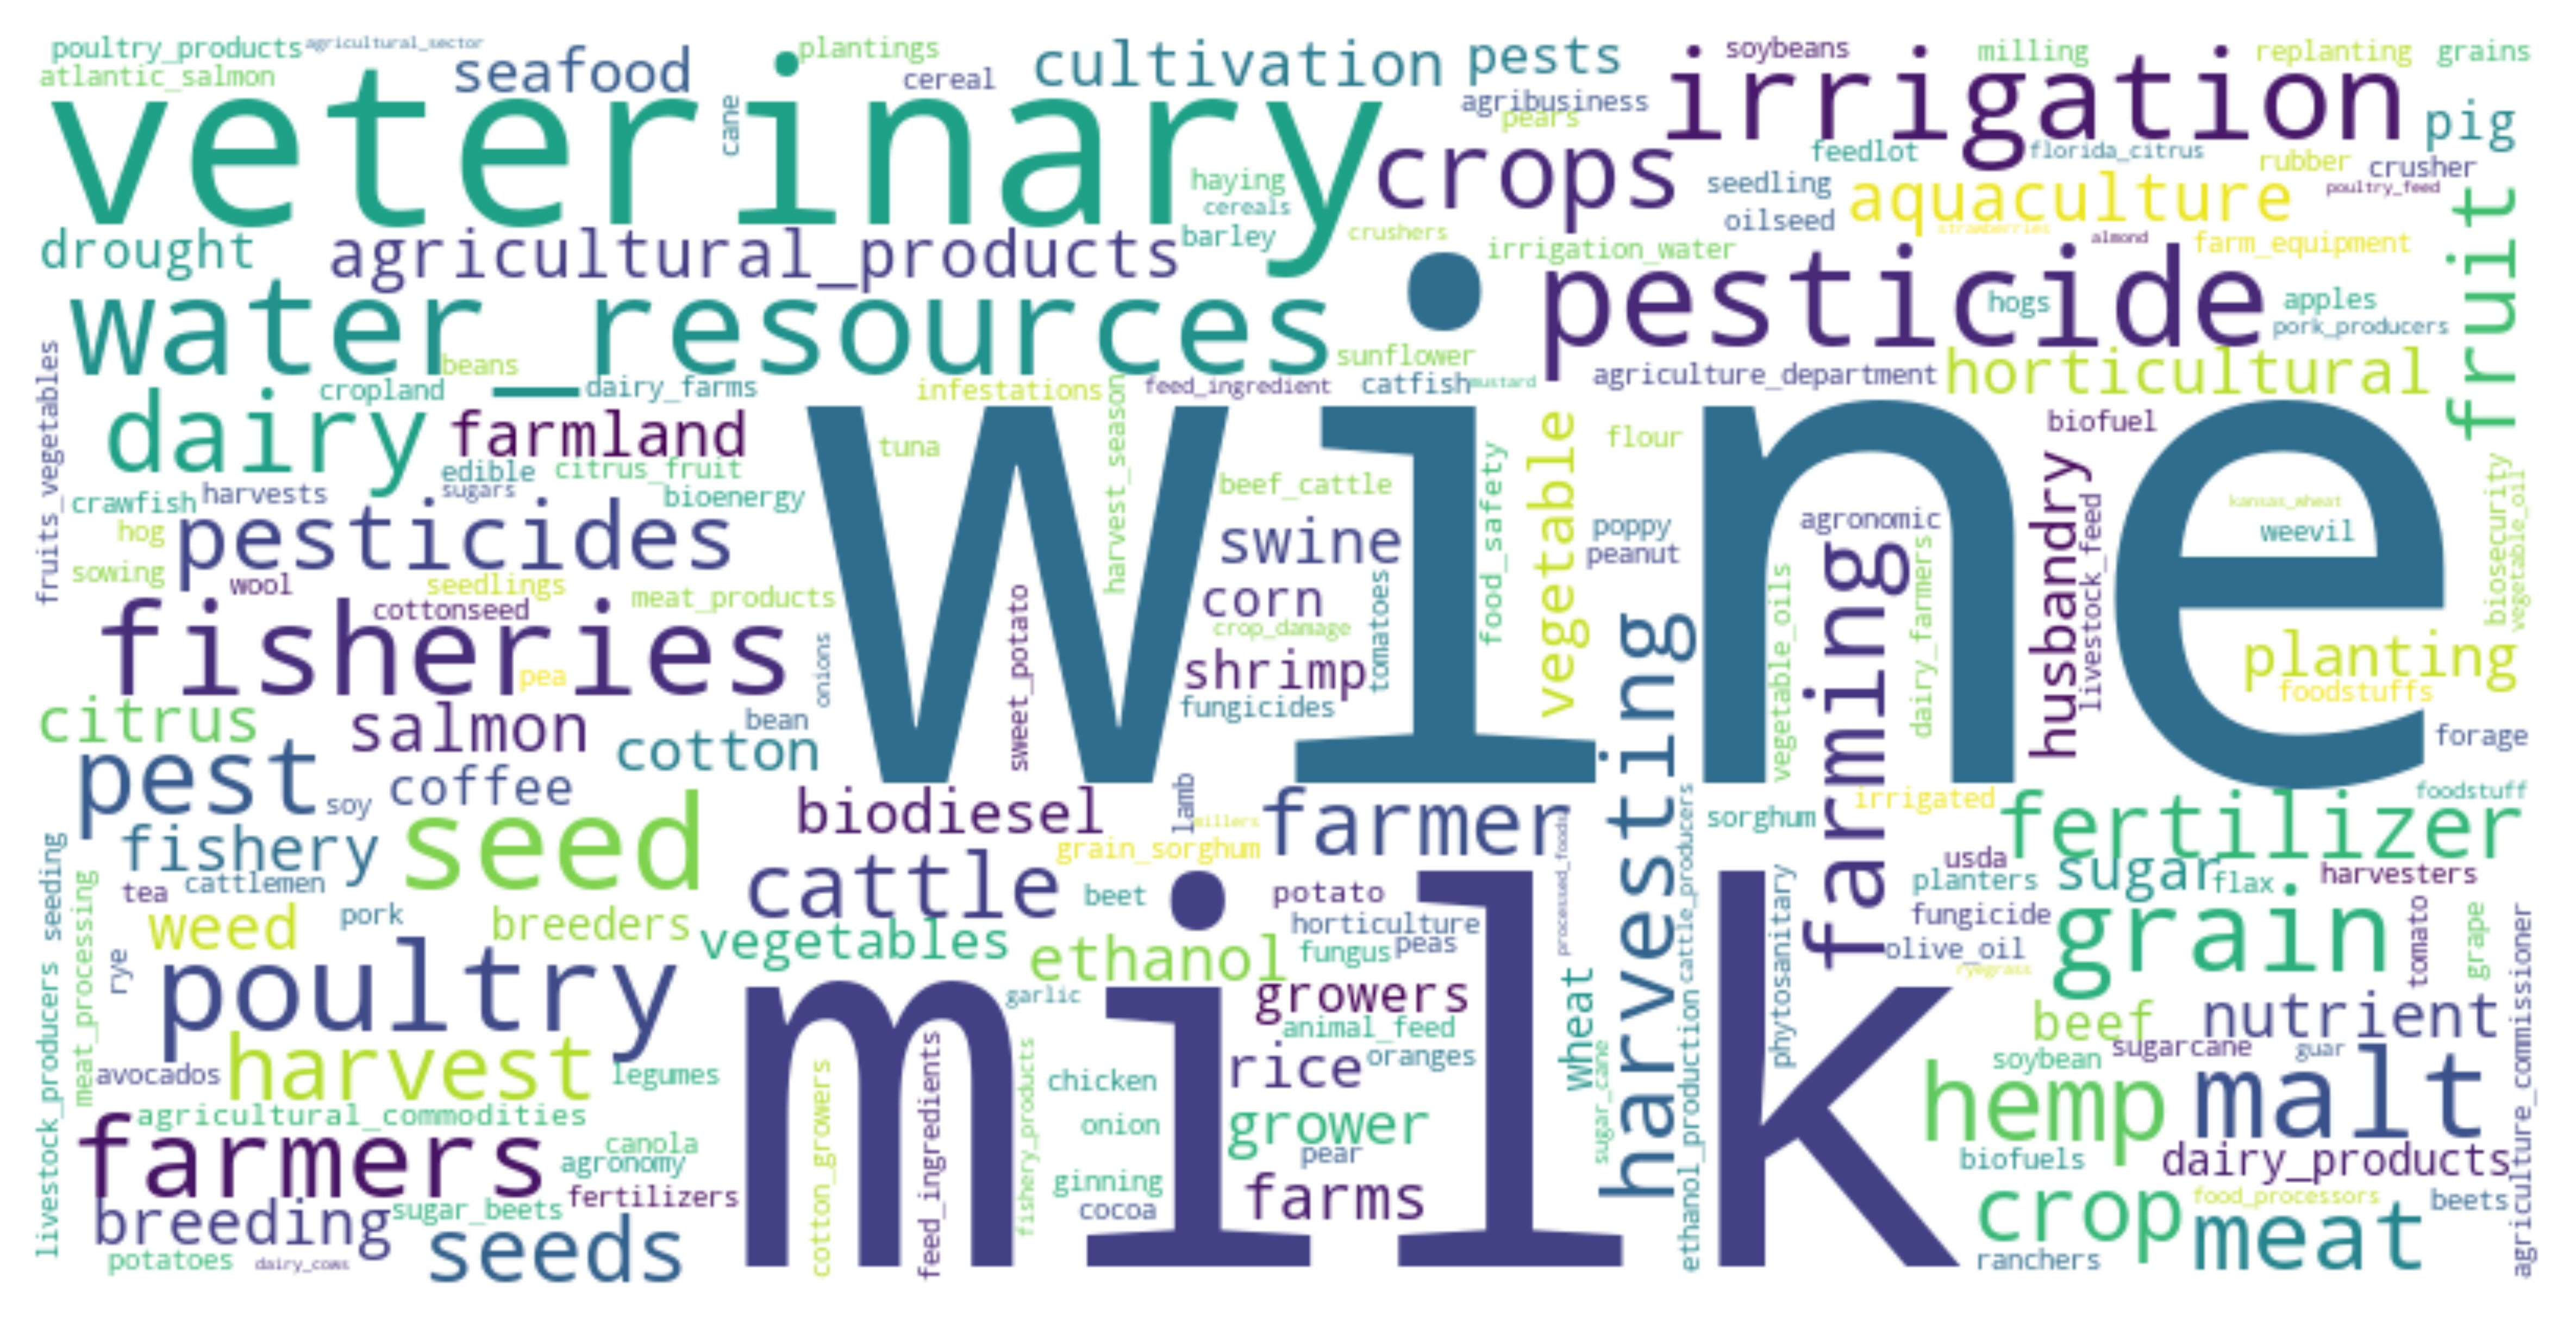 poultry_products
agricultural_sector
plantings
soybeans
milling
replanting
grains
atlantic_salmon
seafood
cereal
cultivation
pests
irrigation
veterinary
cane
agribusiness
pears
pig
crops
feedlot
florida_citrus
rubber
crusher
haying
seedling
aquaculture
poultry_feed
cereals
oilseed
fruit
drought
agricultural_products
barley
crushers
irrigation_water
strawberries
almond
farm_equipment
water_resources
pesticide
hogs
apples
pork_producers
beans
sunflower
fruits_vegetables
cropland
dairy_farms
infestations
harvest_season
feed_ingredient
catfish
mustard
agriculture_department
horticultural
dairy
farmland
wine
tuna
vegetable
flour
biofuel
edible
citrus_fruit
food_safety
husbandry
crawfish
harvests
sugars
bioenergy
beef_cattle
biosecurity
vegetable_oil
kansas_wheat
hog
pesticides
swine
poppy
agronomic
livestock_feed
weevil
peanut
sowing
wool
seedlings
meat_products
sweet_potato
corn
tomatoes
vegetable_oils
farming
dairy_farmers
cottonseed
crop_damage
fisheries
pea
onions
shrimp
harvesting
planting
foodstuffs
citrus
salmon
bean
fungicides
forage
cotton
pest
soy
coffee
lamb
irrigated
foodstuff
seed
biodiesel
millers
farmer
sorghum
fertilizer
fishery
grain_sorghum
processed_foods
cattle_producers
seeding
tea
cattlemen
cattle
beet
potato
usda
planters
sugar
flax
harvesters
meat_processing
weed
pork
breeders
vegetables
horticulture
phytosanitary
fungicide
grain
tomato
grape
agriculture_commissioner
ethanol
fungus
peas
olive_oil
rye
poultry
ryegrass
livestock_producers
milk
garlic
growers
wheat
beef
nutrient
harvest
feed_ingredients
fishery_products
animal_feed
ethanol_production
avocados
legumes
cotton_growers
chicken
rice
oranges
sugar_cane
soybean
sugarcane
guar
hemp
malt
farmers
agricultural_commodities
canola
onion
grower
agronomy
pear
biofuels
dairy_products
fertilizers
ginning
farms
crop
food_processors
beets
breeding
sugar_beets
cocoa
meat
potatoes
dairy_cows
seeds
ranchers